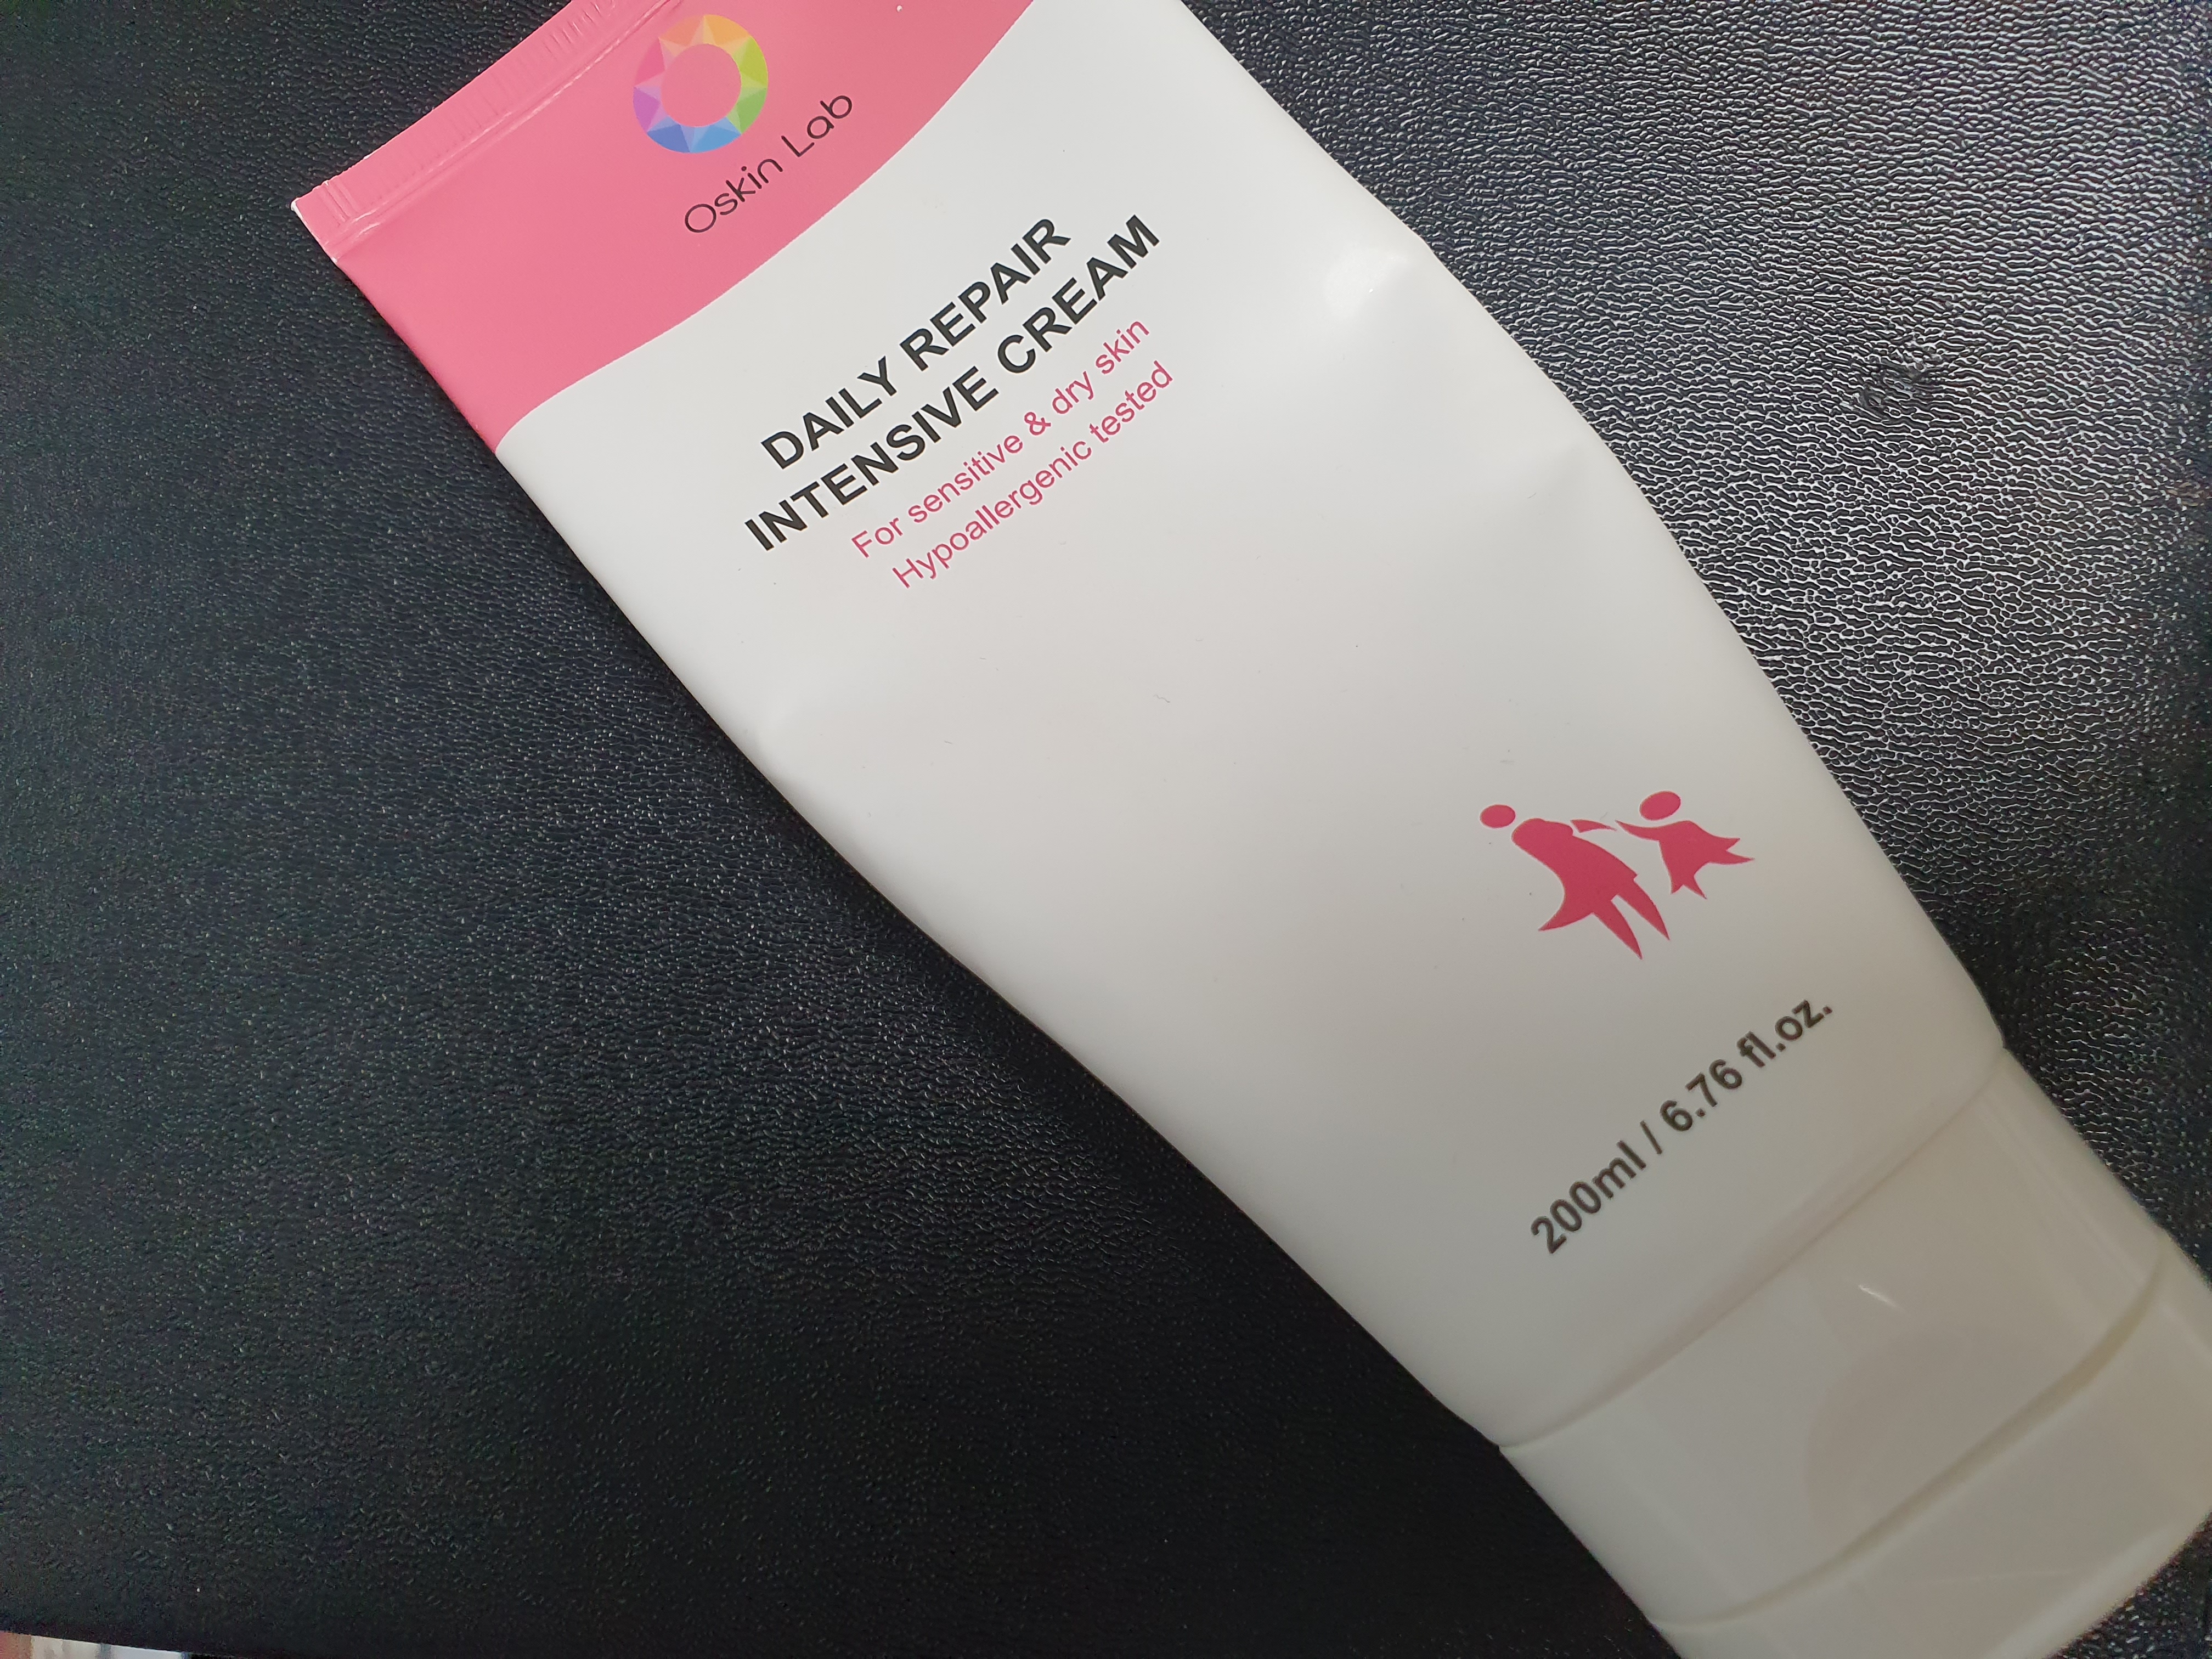 Oskin Lab
DAILY REPAIR
INTENSIVE CREAM
For sensitive & dry skin
Hypoallergenic tested
200ml / 6.76 fl.oz.